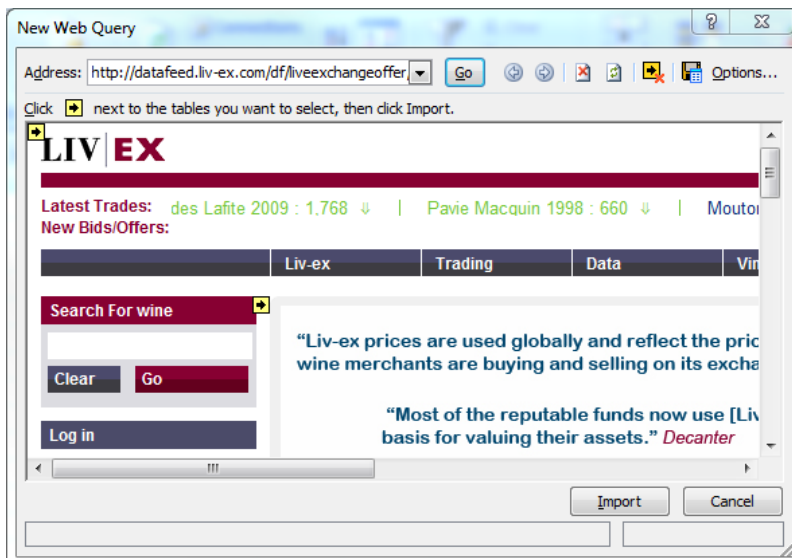 New Web Query
Address: http://datafeed.liv-ex.com/df/liveexchangeoffer, Go Options...
Click next to the tables you want to select, then click Import.
LIV|EX
Latest Trades: des Lafite 2009 : 1,768 ⇓ | Pavie Macquin 1998 : 660 ⇓ | Mouto
New Bids/Offers:
Liv-ex Trading Data Vin
Search For wine
Clear Go
Log in
“Liv-ex prices are used globally and reflect the pric
wine merchants are buying and selling on its excha
“Most of the reputable funds now use [Liv
basis for valuing their assets.” Decanter
Import Cancel